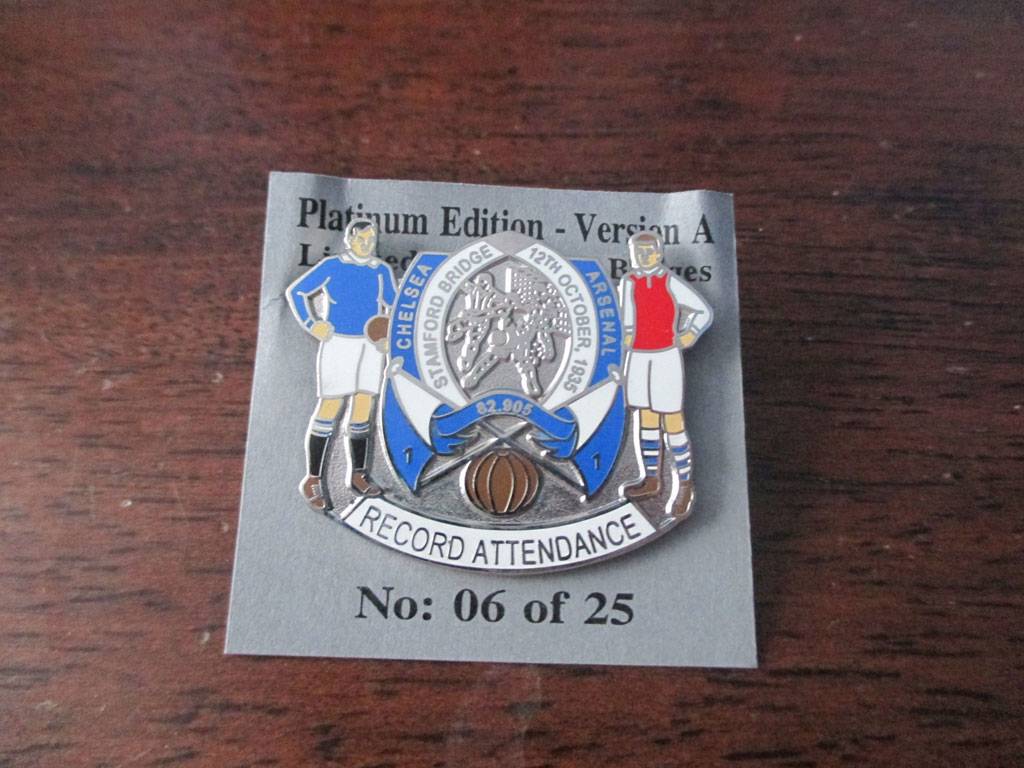 Platinum Edition - Version A
CHELSEA
STAMFORD BRIDGE
12TH OCTOBER, 1935
ARSENAL
82,905
1
1
RECORD ATTENDANCE
No: 06 of 25